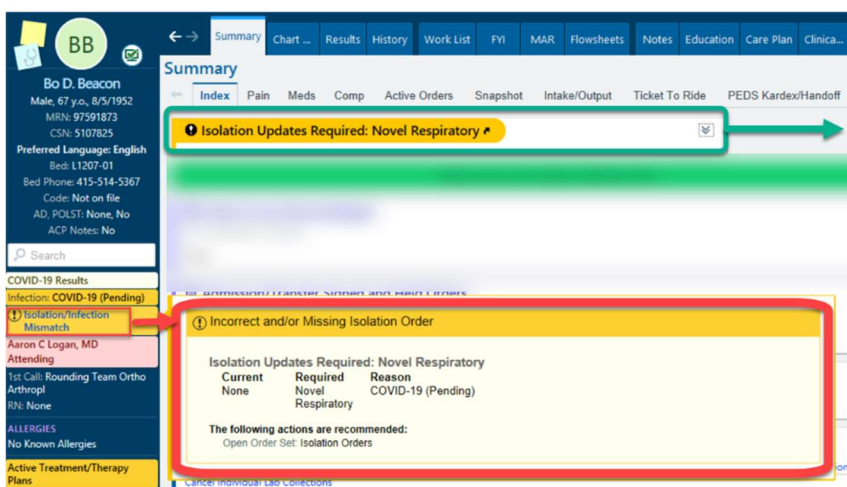 BB
Bo D. Beacon
Male, 67 y.o., 8/5/1952
MRN: 97591873
CSN: 5107825
Preferred Language: English
Bed: L1207-01
Bed Phone: 415-514-5367
Code: Not on file
AD, POLST: None, No
ACP Notes: No
Search
COVID-19 Results
Infection: COVID-19 (Pending)
Isolation/Infection
Mismatch
Aaron C Logan, MD
Attending
1st Call: Rounding Team Ortho
Arthropl
RN: None
ALLERGIES
No Known Allergies
Active Treatment/Therapy
Plans
Summary Chart ... Results History Work List FYI MAR Flowsheets Notes Education Care Plan Clinica...
Summary
Index Pain Meds Comp Active Orders Snapshot Intake/Output Ticket To Ride PEDS Kardex/Handoff
Isolation Updates Required: Novel Respiratory
Admission/Transfer Signed and Held Orders
Incorrect and/or Missing Isolation Order
Isolation Updates Required: Novel Respiratory
Current Required Reason
None Novel COVID-19 (Pending)
Respiratory
The following actions are recommended:
Open Order Set: Isolation Orders
Cancel Individual Lab Collections